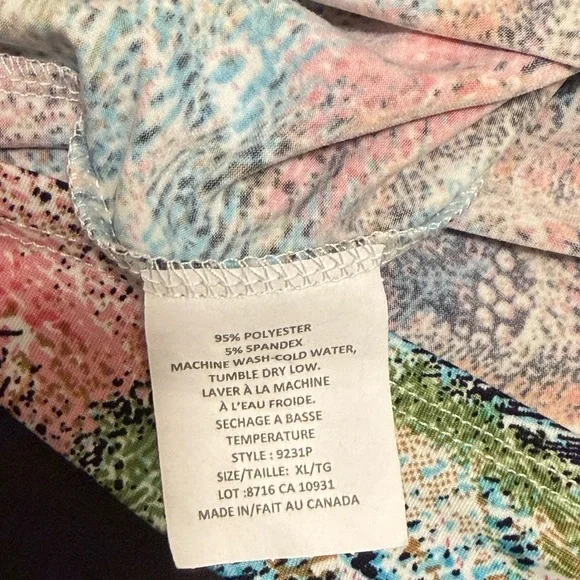 95% POLYESTER
5% SPANDEX
MACHINE WASH-COLD WATER,
TUMBLE DRY LOW.
LAVER À LA MACHINE
À L'EAU FROIDE.
SECHAGE A BASSE
TEMPERATURE
STYLE : 9231P
SIZE/TAILLE: XL/TG
LOT :8716 CA 10931
MADE IN/FAIT AU CANADA